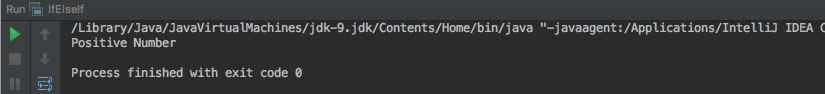 Run IfElseIf
/Library/Java/JavaVirtualMachines/jdk-9.jdk/Contents/Home/bin/java "-javaagent:/Applications/IntelliJ IDEA C
Positive Number
Process finished with exit code 0